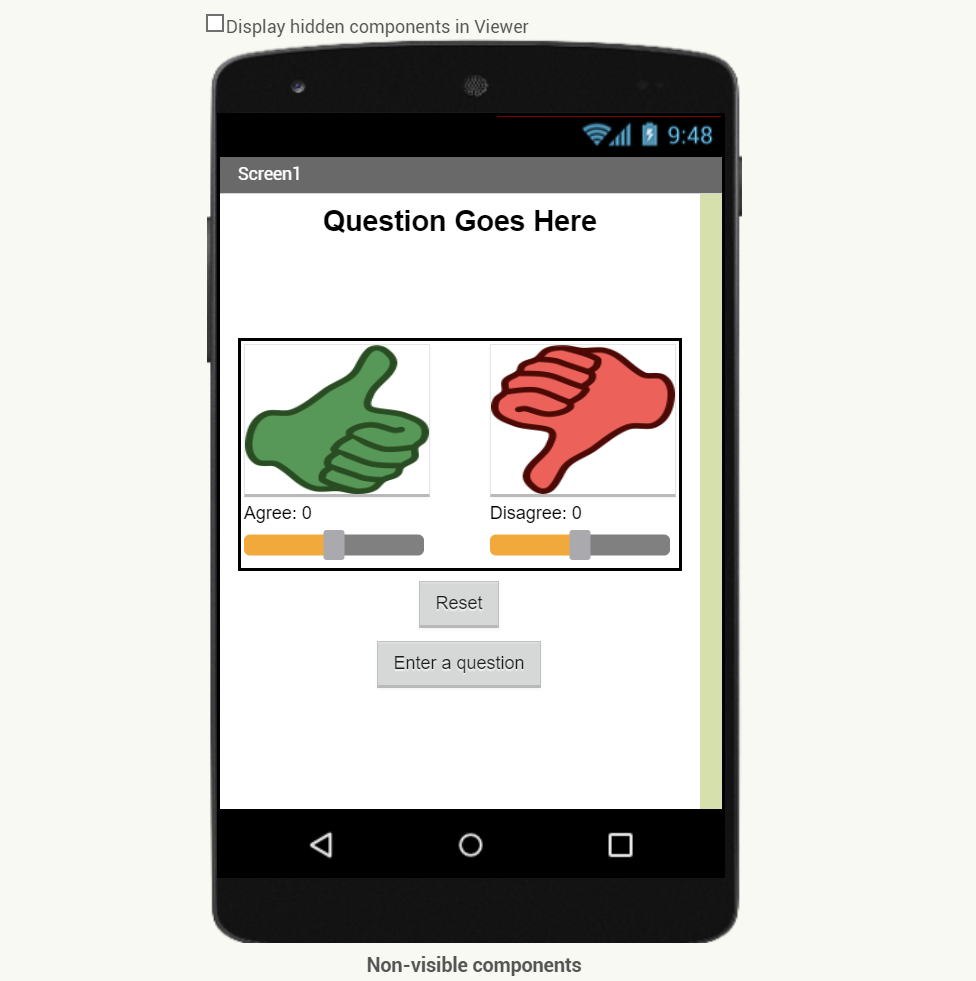 Display hidden components in Viewer
9:48
Screen1
Question Goes Here
Agree: 0
Disagree: 0
Reset
Enter a question
Non-visible components